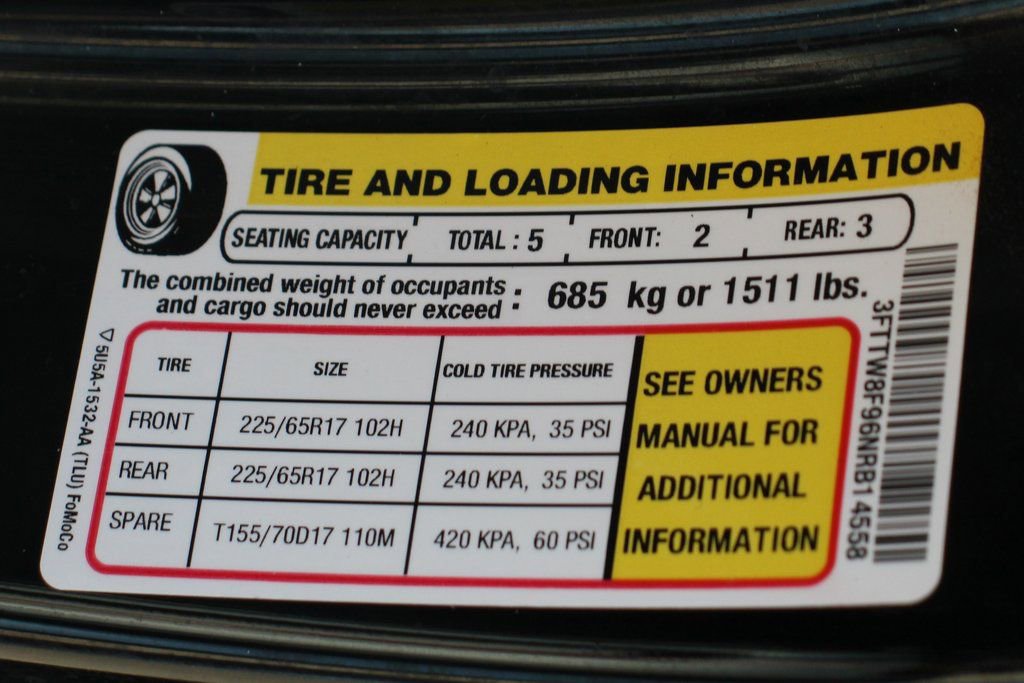 TIRE AND LOADING INFORMATION
SEATING CAPACITY TOTAL : 5 FRONT: 2 REAR: 3
The combined weight of occupants
and cargo should never exceed : 685 kg or 1511 lbs.
TIRE SIZE COLD TIRE PRESSURE
FRONT 225/65R17 102H 240 KPA, 35 PSI
REAR 225/65R17 102H 240 KPA, 35 PSI
SPARE T155/70D17 110M 420 KPA, 60 PSI
SEE OWNERS
MANUAL FOR
ADDITIONAL
INFORMATION
3FTTW8F96NRB14558
5U5A-1532-AA (TLU) FoMoCo